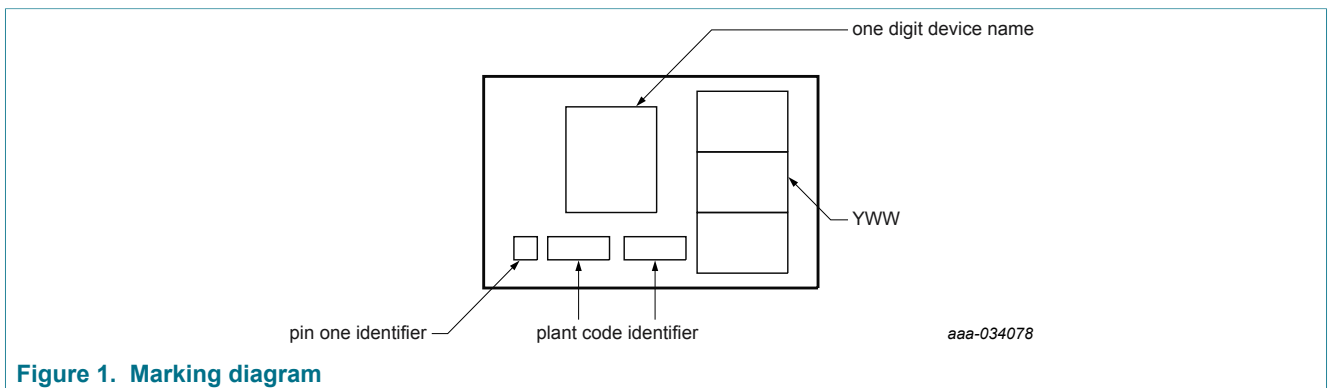 one digit device name
YWW
pin one identifier
plant code identifier
aaa-034078
Figure 1. Marking diagram